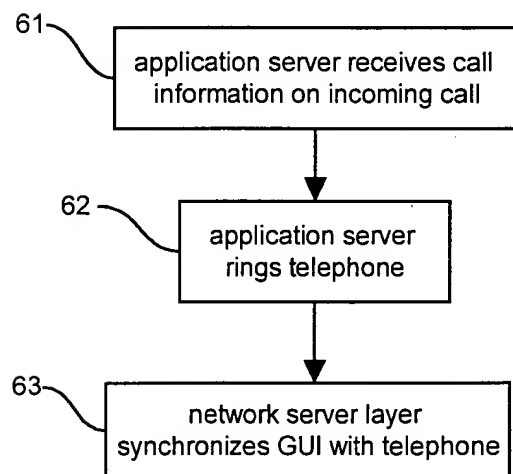 61
application server receives call
information on incoming call
62
application server
rings telephone
63
network server layer
synchronizes GUI with telephone